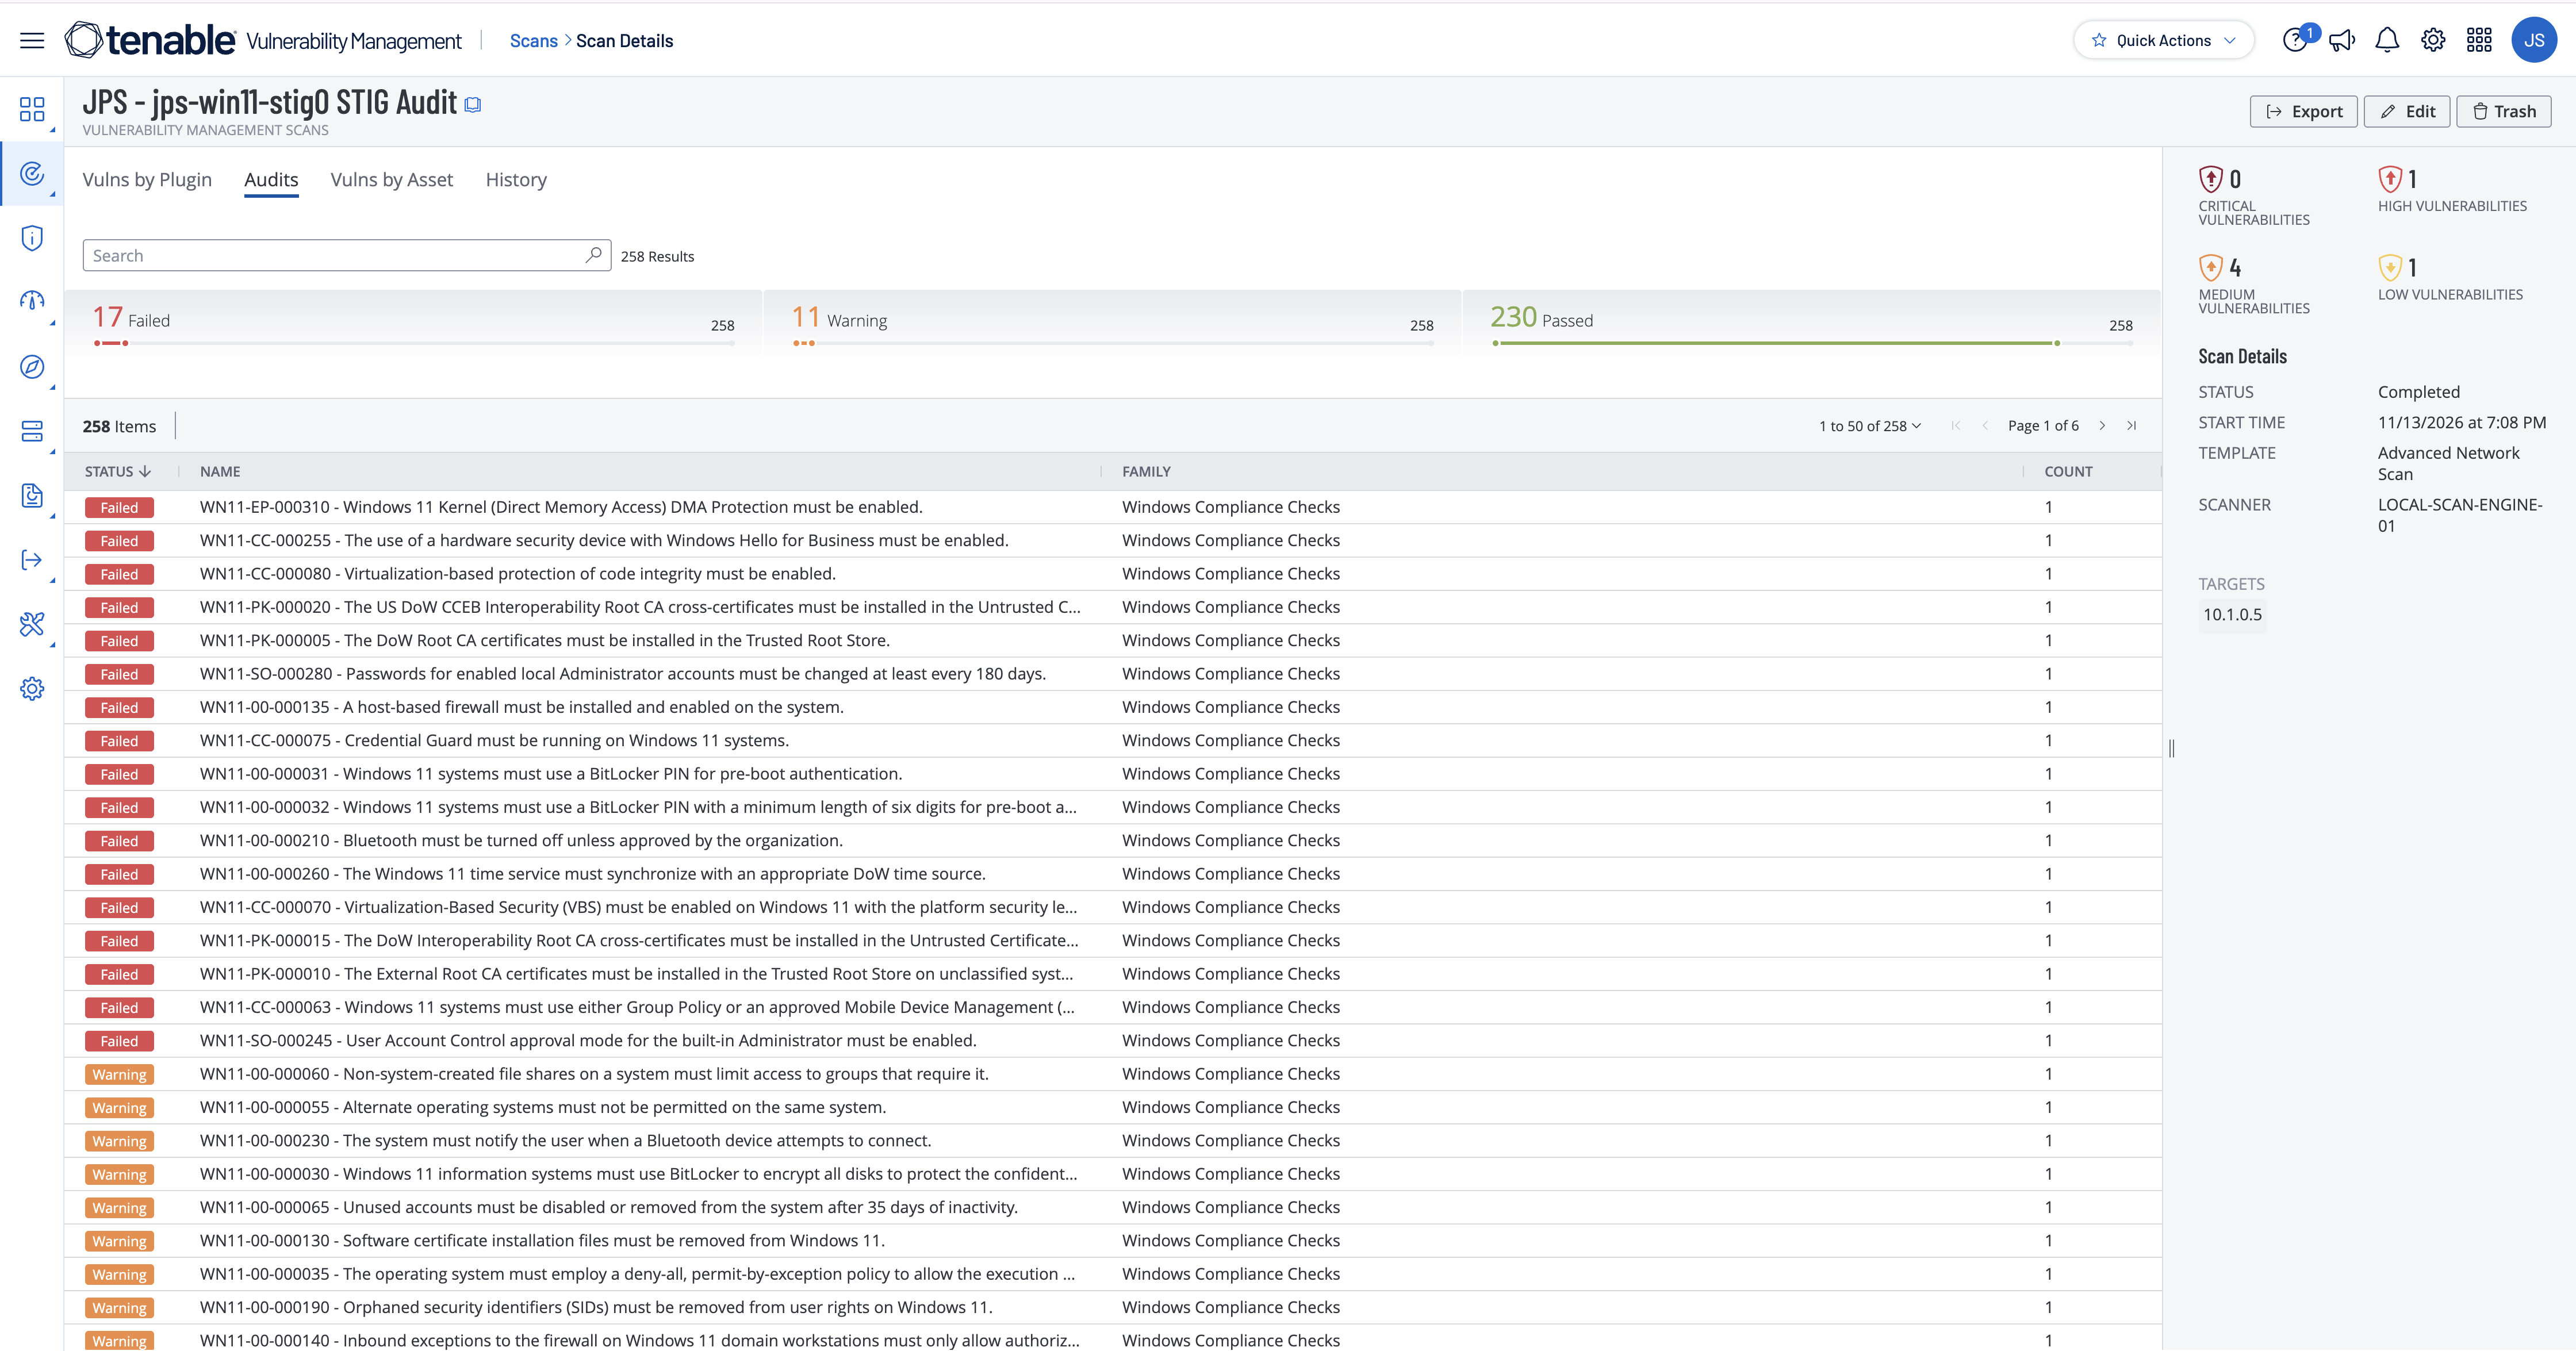 tenable Vulnerability Management
Scans > Scan Details
Quick Actions
1
JS
JPS - jps-win11-stig0 STIG Audit
VULNERABILITY MANAGEMENT SCANS
Export
Edit
Trash
Vulns by Plugin
Audits
Vulns by Asset
History
Search
258 Results
17 Failed
258
11 Warning
258
230 Passed
258
258 Items
1 to 50 of 258
Page 1 of 6
STATUS NAME FAMILY COUNT
Failed WN11-EP-000310 - Windows 11 Kernel (Direct Memory Access) DMA Protection must be enabled. Windows Compliance Checks 1
Failed WN11-CC-000255 - The use of a hardware security device with Windows Hello for Business must be enabled. Windows Compliance Checks 1
Failed WN11-CC-000080 - Virtualization-based protection of code integrity must be enabled. Windows Compliance Checks 1
Failed WN11-PK-000020 - The US DoW CCEB Interoperability Root CA cross-certificates must be installed in the Untrusted C... Windows Compliance Checks 1
Failed WN11-PK-000005 - The DoW Root CA certificates must be installed in the Trusted Root Store. Windows Compliance Checks 1
Failed WN11-SO-000280 - Passwords for enabled local Administrator accounts must be changed at least every 180 days. Windows Compliance Checks 1
Failed WN11-00-000135 - A host-based firewall must be installed and enabled on the system. Windows Compliance Checks 1
Failed WN11-CC-000075 - Credential Guard must be running on Windows 11 systems. Windows Compliance Checks 1
Failed WN11-00-000031 - Windows 11 systems must use a BitLocker PIN for pre-boot authentication. Windows Compliance Checks 1
Failed WN11-00-000032 - Windows 11 systems must use a BitLocker PIN with a minimum length of six digits for pre-boot a... Windows Compliance Checks 1
Failed WN11-00-000210 - Bluetooth must be turned off unless approved by the organization. Windows Compliance Checks 1
Failed WN11-00-000260 - The Windows 11 time service must synchronize with an appropriate DoW time source. Windows Compliance Checks 1
Failed WN11-CC-000070 - Virtualization-Based Security (VBS) must be enabled on Windows 11 with the platform security le... Windows Compliance Checks 1
Failed WN11-PK-000015 - The DoW Interoperability Root CA cross-certificates must be installed in the Untrusted Certificate... Windows Compliance Checks 1
Failed WN11-PK-000010 - The External Root CA certificates must be installed in the Trusted Root Store on unclassified syst... Windows Compliance Checks 1
Failed WN11-CC-000063 - Windows 11 systems must use either Group Policy or an approved Mobile Device Management (... Windows Compliance Checks 1
Failed WN11-SO-000245 - User Account Control approval mode for the built-in Administrator must be enabled. Windows Compliance Checks 1
Warning WN11-00-000060 - Non-system-created file shares on a system must limit access to groups that require it. Windows Compliance Checks 1
Warning WN11-00-000055 - Alternate operating systems must not be permitted on the same system. Windows Compliance Checks 1
Warning WN11-00-000230 - The system must notify the user when a Bluetooth device attempts to connect. Windows Compliance Checks 1
Warning WN11-00-000030 - Windows 11 information systems must use BitLocker to encrypt all disks to protect the confident... Windows Compliance Checks 1
Warning WN11-00-000065 - Unused accounts must be disabled or removed from the system after 35 days of inactivity. Windows Compliance Checks 1
Warning WN11-00-000130 - Software certificate installation files must be removed from Windows 11. Windows Compliance Checks 1
Warning WN11-00-000035 - The operating system must employ a deny-all, permit-by-exception policy to allow the execution ... Windows Compliance Checks 1
Warning WN11-00-000190 - Orphaned security identifiers (SIDs) must be removed from user rights on Windows 11. Windows Compliance Checks 1
Warning WN11-00-000140 - Inbound exceptions to the firewall on Windows 11 domain workstations must only allow authoriz... Windows Compliance Checks 1
0
CRITICAL
VULNERABILITIES
1
HIGH VULNERABILITIES
4
MEDIUM
VULNERABILITIES
1
LOW VULNERABILITIES
Scan Details
STATUS Completed
START TIME 11/13/2026 at 7:08 PM
TEMPLATE Advanced Network
Scan
SCANNER LOCAL-SCAN-ENGINE-
01
TARGETS
10.1.0.5